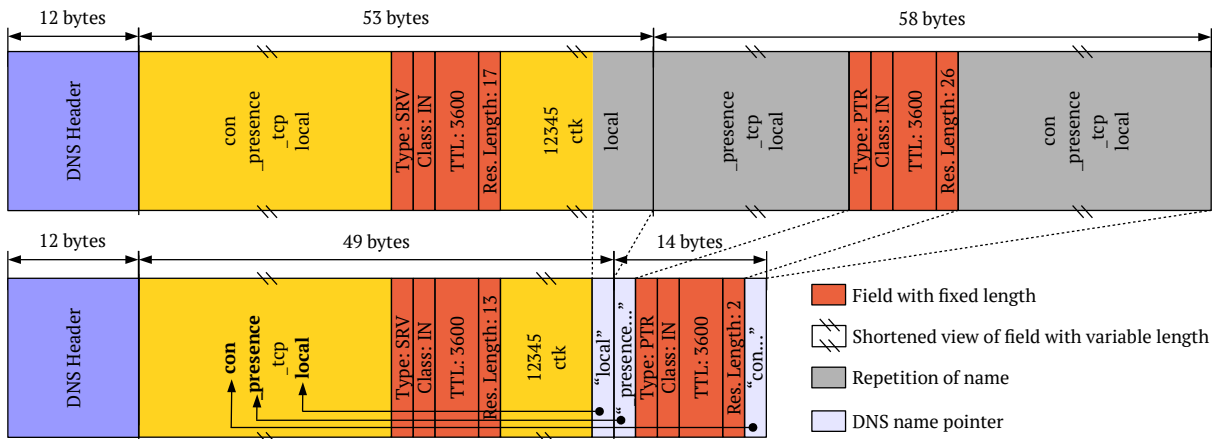 12 bytes
53 bytes
58 bytes
DNS Header
con
_presence
_tcp
local
Type: SRV
Class: IN
TTL: 3600
Res. Length: 17
12345
ctk
local
_presence
_tcp
local
Type: PTR
Class: IN
TTL: 3600
Res. Length: 26
con
_presence
_tcp
local
12 bytes
49 bytes
14 bytes
DNS Header
con
_presence
_tcp
local
Type: SRV
Class: IN
TTL: 3600
Res. Length: 13
12345
ctk
“local”
“_presence...”
Type: PTR
Class: IN
TTL: 3600
Res. Length: 2
“con...”
Field with fixed length
Shortened view of field with variable length
Repetition of name
DNS name pointer